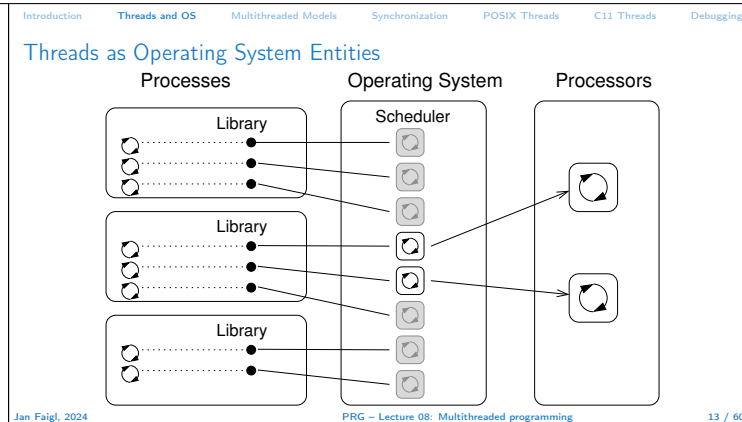 Introduction Threads and OS Multithreaded Models Synchronization POSIX Threads C11 Threads Debugging
Threads as Operating System Entities
Processes Operating System Processors
Library Scheduler
Library
Library
Jan Faigl, 2024 PRG – Lecture 08: Multithreaded programming 13 / 60